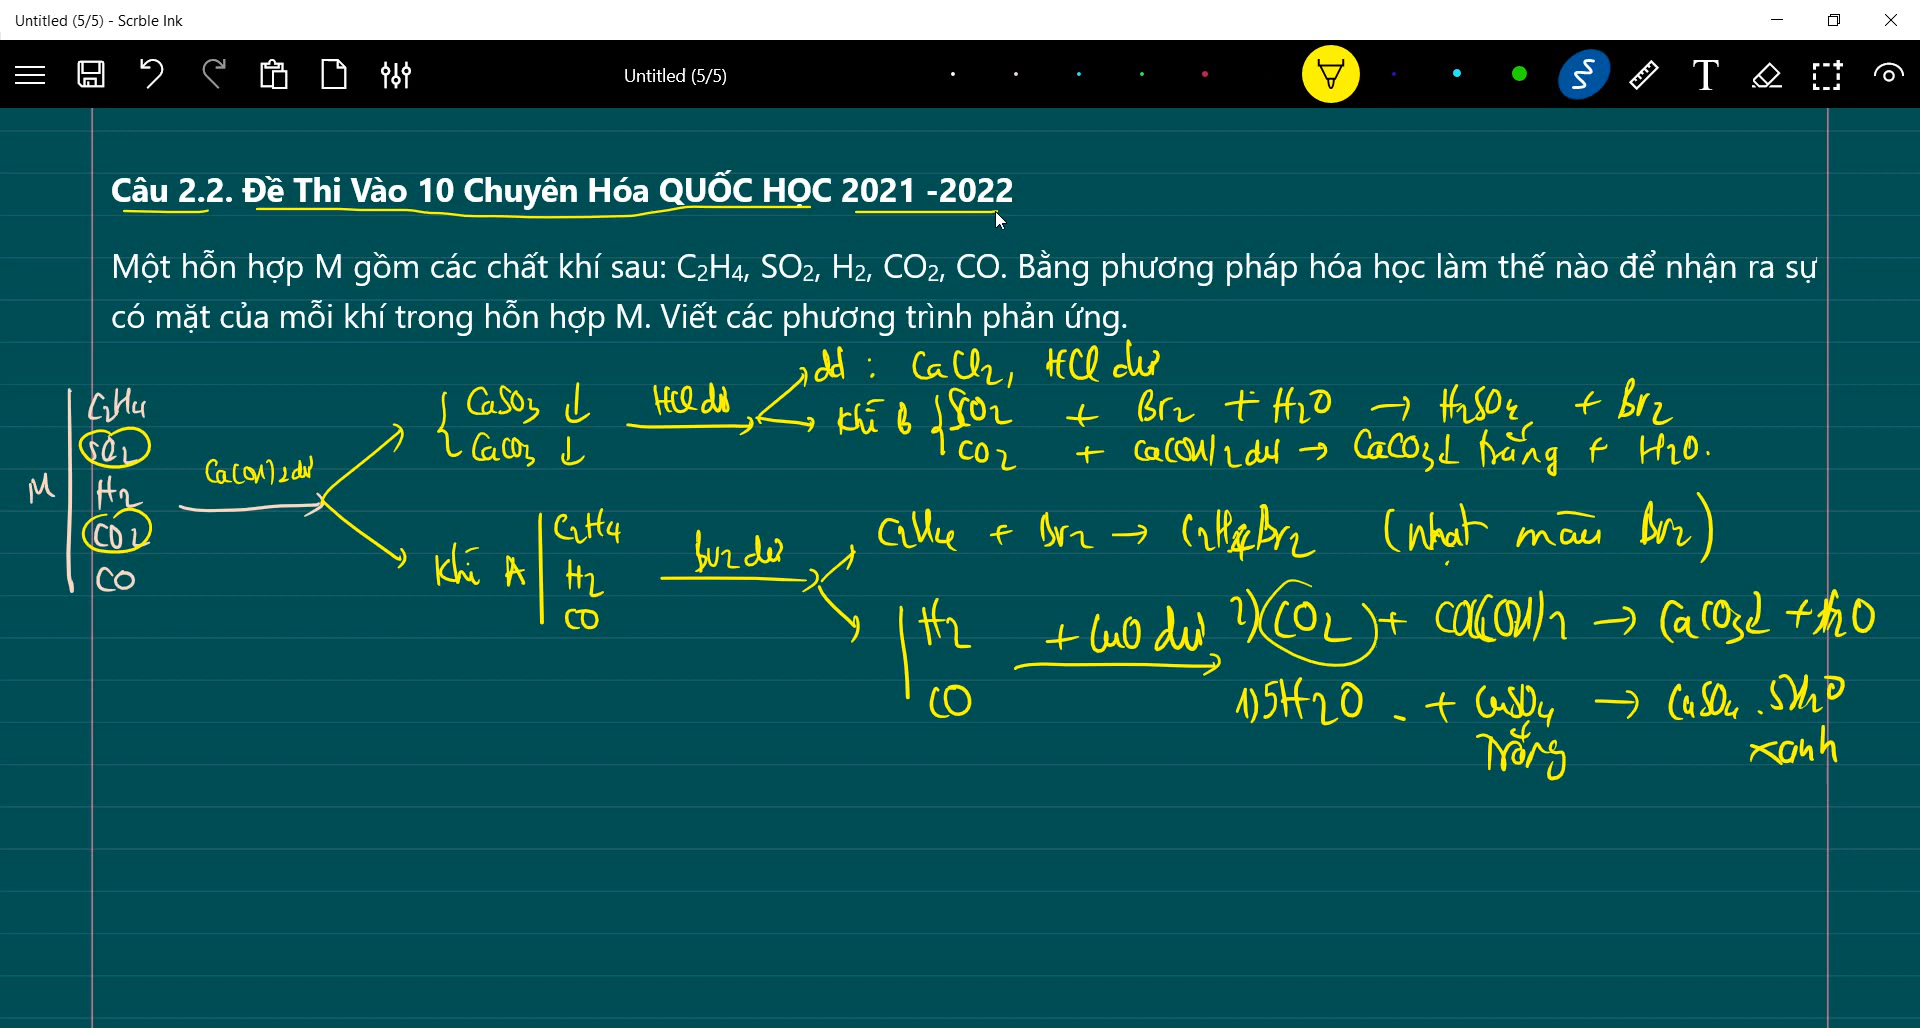 Untitled (5/5) - Scrble Ink
Untitled (5/5)
T
Câu 2.2. Đề Thi Vào 10 Chuyên Hóa QUỐC HỌC 2021 -2022
Một hỗn hợp M gồm các chất khí sau: C₂H₄, SO₂, H₂, CO₂, CO. Bằng phương pháp hóa học làm thế nào để nhận ra sự
có mặt của mỗi khí trong hỗn hợp M. Viết các phương trình phản ứng.
M
C2H4
SO2
H2
CO2
CO
Ca(OH)2 dư
CaSO3 ↓
CaCO3 ↓
HCl dư
dd : CaCl2, HCl dư
Khí B
SO2 + Br2 + H2O → H2SO4 + Br2
CO2 + Ca(OH)2 dư → CaCO3↓ trắng + H2O.
Khí A
C2H4
H2
CO
Br2 dư
C2H4 + Br2 → C2H4Br2 (nhạt màu Br2)
H2
CO
+ CuO dư
2) CO2 + Ca(OH)2 → CaCO3↓ + H2O
1) 5H2O + CuSO4 → CuSO4 . 5H2O
Trắng
xanh